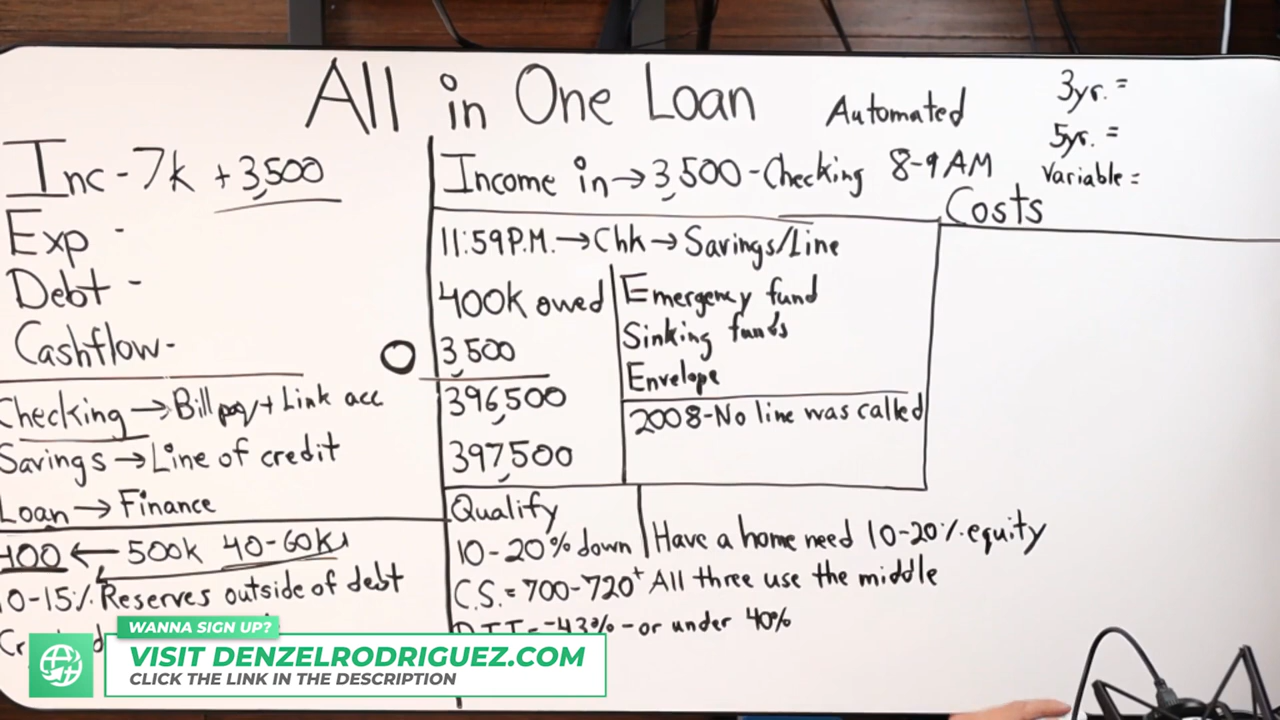 All in One Loan
Automated
3yr. =
5yr. =
Variable =
Inc - 7k + 3,500
Exp -
Debt -
Cashflow-
Checking → Bill pay + Link acc
Savings → Line of credit
Loan → Finance
400 ← 500k 40-60k
10-15% Reserves outside of debt
Income in → 3,500 - Checking 8-9 AM
11:59 P.M. → Chk → Savings/Line
400k owed
3,500
396,500
397,500
Emergency fund
Sinking funds
Envelope
2008 - No line was called
Costs
Qualify
10-20% down
Have a home need 10-20% equity
C.S. = 700-720+ All three use the middle
43% - or under 40%
WANNA SIGN UP?
VISIT DENZELRODRIGUEZ.COM
CLICK THE LINK IN THE DESCRIPTION